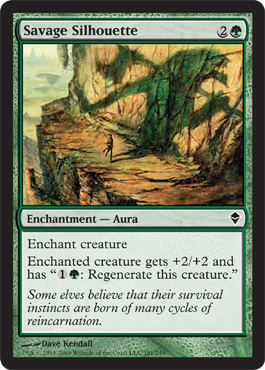 Savage Silhouette 2
Enchantment — Aura
Enchant creature
Enchanted creature gets +2/+2 and
has “1: Regenerate this creature.”
Some elves believe that their survival
instincts are born of many cycles of
reincarnation.
Dave Kendall